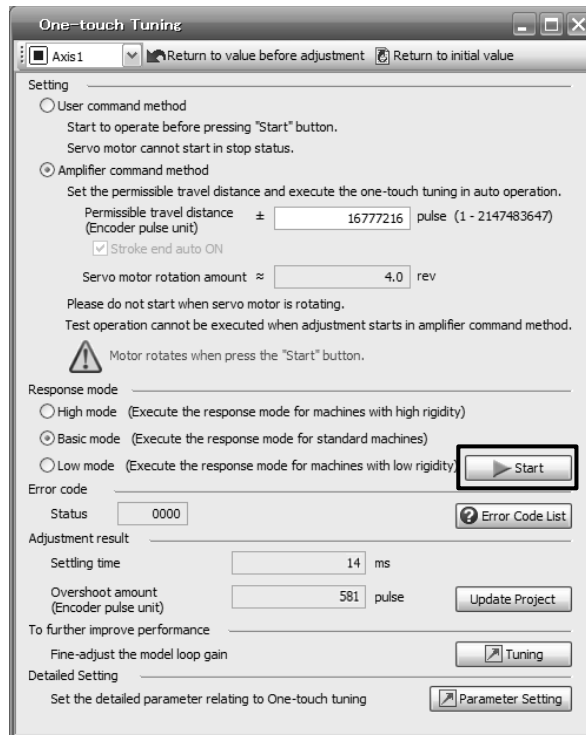 One-touch Tuning
Axis1 Return to value before adjustment Return to initial value
Setting
User command method
Start to operate before pressing "Start" button.
Servo motor cannot start in stop status.
Amplifier command method
Set the permissible travel distance and execute the one-touch tuning in auto operation.
Permissible travel distance
(Encoder pulse unit) ± 16777216 pulse (1 - 2147483647)
Stroke end auto ON
Servo motor rotation amount ≈ 4.0 rev
Please do not start when servo motor is rotating.
Test operation cannot be executed when adjustment starts in amplifier command method.
Motor rotates when press the "Start" button.
Response mode
High mode (Execute the response mode for machines with high rigidity)
Basic mode (Execute the response mode for standard machines)
Low mode (Execute the response mode for machines with low rigidity) Start
Error code
Status 0000 Error Code List
Adjustment result
Settling time 14 ms
Overshoot amount
(Encoder pulse unit) 581 pulse Update Project
To further improve performance
Fine-adjust the model loop gain Tuning
Detailed Setting
Set the detailed parameter relating to One-touch tuning Parameter Setting